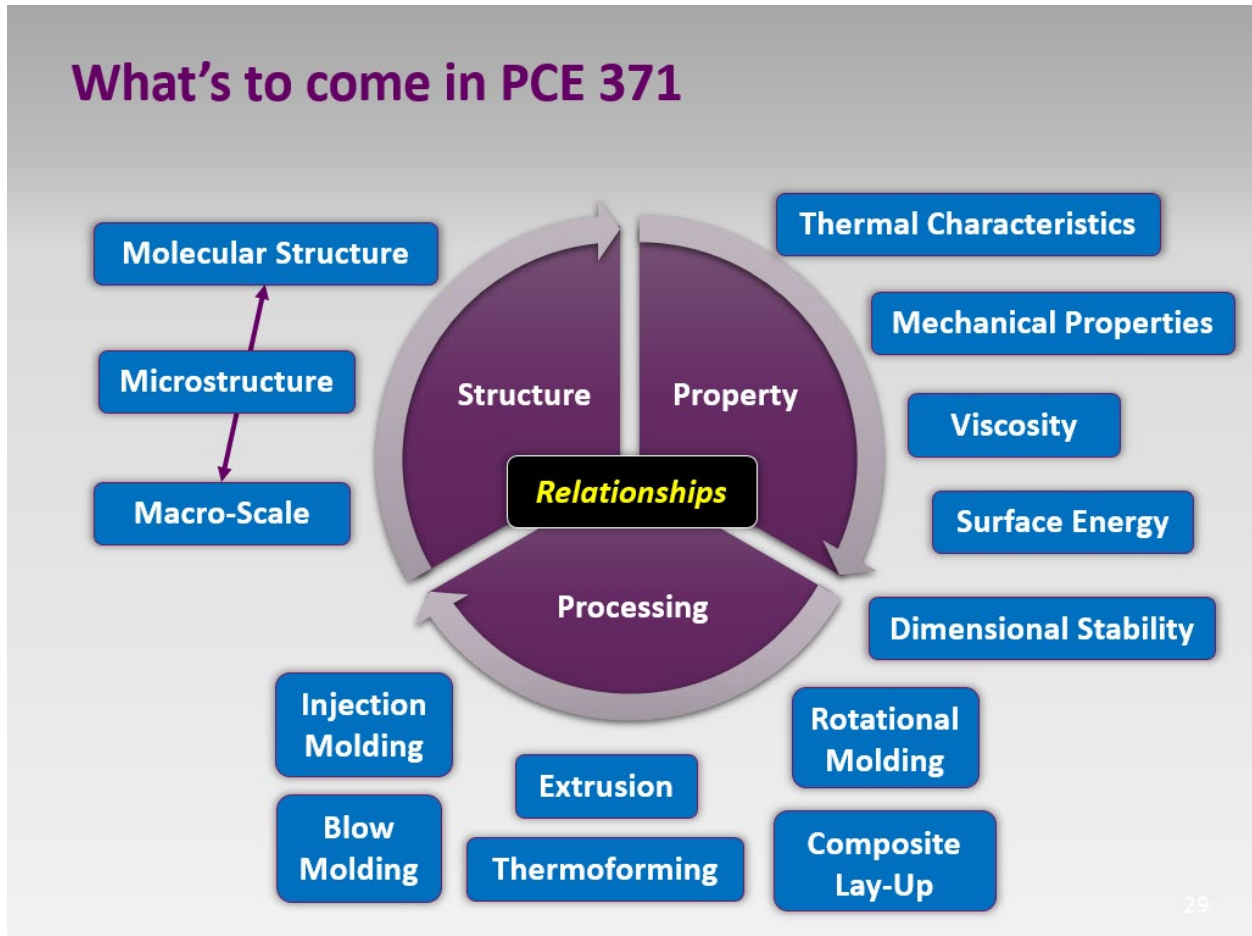 What's to come in PCE 371
Molecular Structure
Microstructure
Macro-Scale
Structure
Property
Relationships
Processing
Thermal Characteristics
Mechanical Properties
Viscosity
Surface Energy
Dimensional Stability
Injection
Molding
Blow
Molding
Extrusion
Thermoforming
Rotational
Molding
Composite
Lay-Up
29